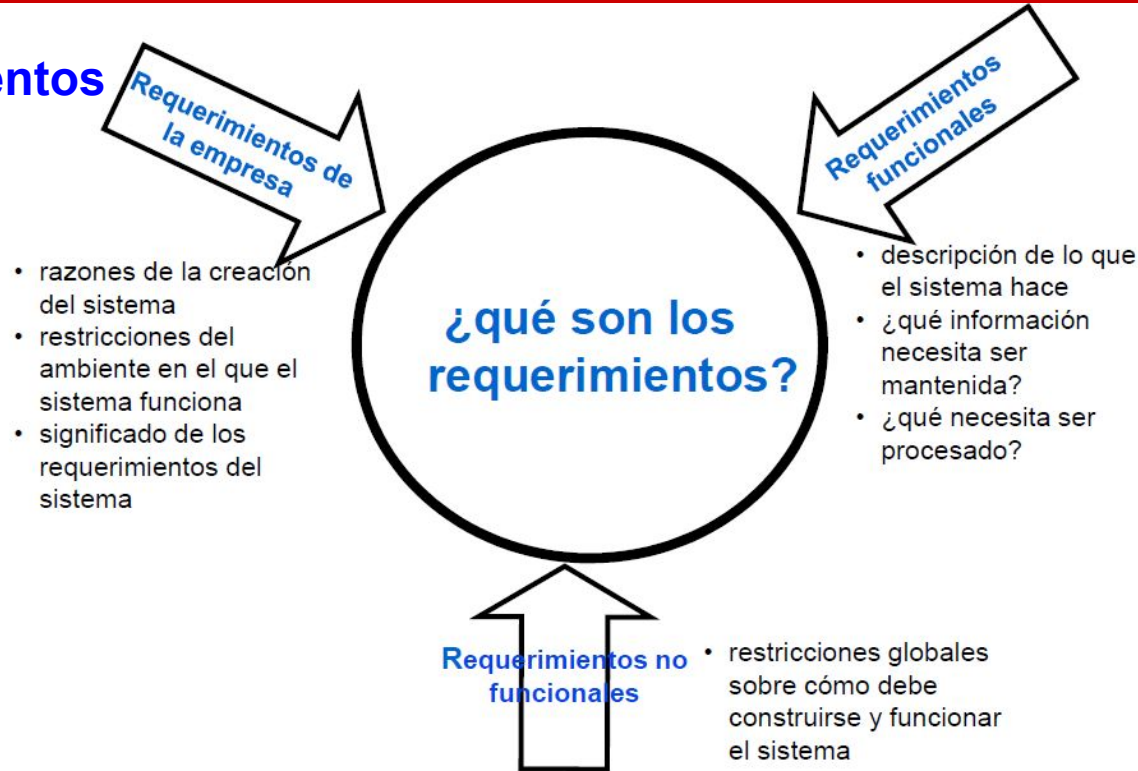 entos
Requerimientos de
la empresa
Requerimientos
funcionales
• razones de la creación
del sistema
• restricciones del
ambiente en el que el
sistema funciona
• significado de los
requerimientos del
sistema
¿qué son los
requerimientos?
• descripción de lo que
el sistema hace
• ¿qué información
necesita ser
mantenida?
• ¿qué necesita ser
procesado?
Requerimientos no
funcionales
• restricciones globales
sobre cómo debe
construirse y funcionar
el sistema